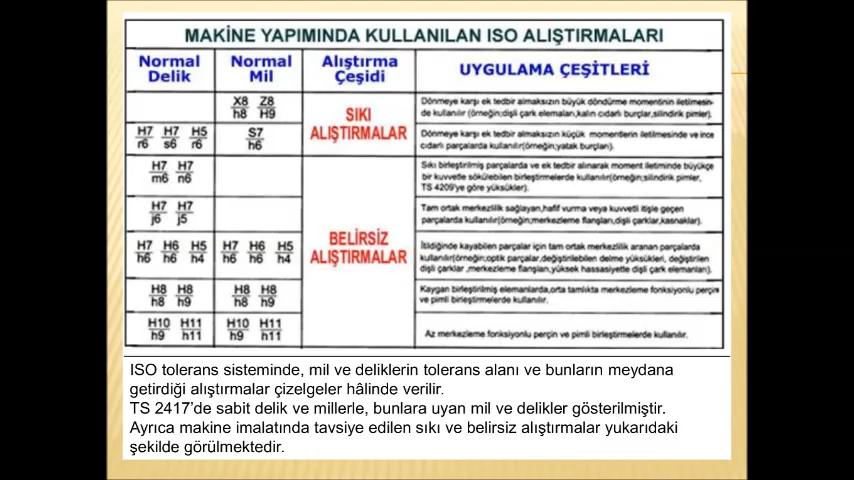 MAKİNE YAPIMINDA KULLANILAN ISO ALIŞTIRMALARI
Normal Delik
Normal Mil
Alıştırma Çeşidi
UYGULAMA ÇEŞİTLERİ
X8/h8 Z8/H9
SIKI ALIŞTIRMALAR
Dönmeye karşı ek tedbir almaksızın büyük döndürme momentinin iletilmesin-
de kullanılır (örneğin;dişli çark elemaları,kalın cıdarlı burçlar,silindirik pimler).
H7/r6 H7/s6 H5/r6
S7/h6
Dönmeye karşı ek tedbir almaksızın küçük momentlerin iletilmesinde ve ince
cıdarlı parçalarda kullanılır(örneğin;yatak burçları).
H7/m6 H7/n6
Sıkı birleştirilmiş parçalarda ve ek tedbir alınarak moment iletiminde büyükçe
bir kuvvetle sökülebilen birleştirmelerde kullanılır(örneğin;silindirik pimler,
TS 4209'ye göre yüksükler).
H7/j6 H7/j5
Tam ortak merkezlilik sağlayan,hafif vurma veya kuvvetli itişle geçen
parçalarda kullanılır(örneğin;merkezleme flanşları,dişli çarklar,kasnaklar).
BELİRSİZ ALIŞTIRMALAR
H7/h6 H6/h6 H5/h4
H7/h6 H6/h6 H5/h4
İstidiğinde kayabilen parçalar için tam ortak merkezlilik aranan parçalarda
kullanılır(örneğin;optik parçalar,değiştirilebilen delme yüksükleri, değiştirilen
dişli çarklar ,merkezleme flanşları,yüksek hassasiyette dişli çark elemanları).
H8/h8 H8/h9
H8/h8 H8/h9
Kaygan birleştirilmiş elemanlarda,orta tamlıkta merkezleme fonksiyonlu perçin
ve pimli birleştirmelerde kullanılır.
H10/h9 H11/h11
H10/h9 H11/h11
Az merkezleme fonksiyonlu perçin ve pimli birleştirmelerde kullanılır.
ISO tolerans sisteminde, mil ve deliklerin tolerans alanı ve bunların meydana
getirdiği alıştırmalar çizelgeler hâlinde verilir.
TS 2417'de sabit delik ve millerle, bunlara uyan mil ve delikler gösterilmiştir.
Ayrıca makine imalatında tavsiye edilen sıkı ve belirsiz alıştırmalar yukarıdaki
şekilde görülmektedir.